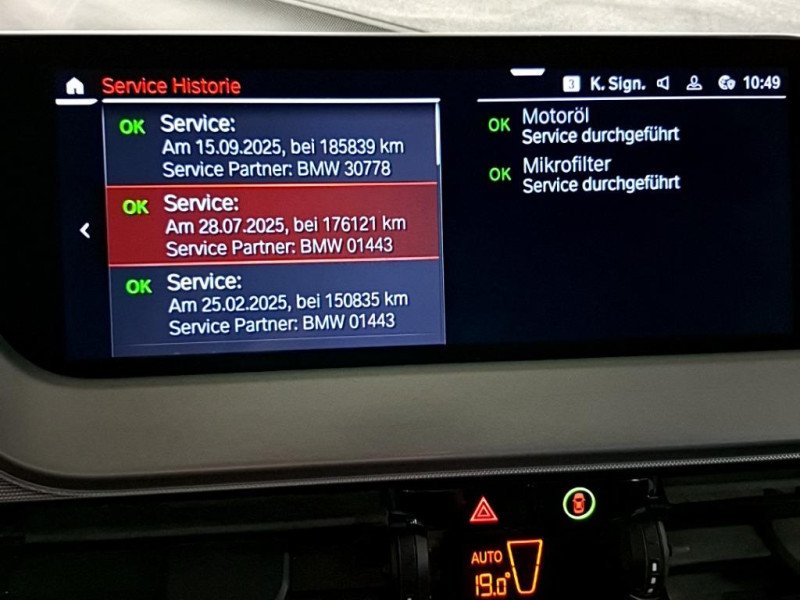 Service Historie
3 K. Sign. 10:49
OK Service:
Am 15.09.2025, bei 185839 km
Service Partner: BMW 30778
OK Service:
Am 28.07.2025, bei 176121 km
Service Partner: BMW 01443
OK Service:
Am 25.02.2025, bei 150835 km
Service Partner: BMW 01443
OK Motoröl
Service durchgeführt
OK Mikrofilter
Service durchgeführt
AUTO
19.0°